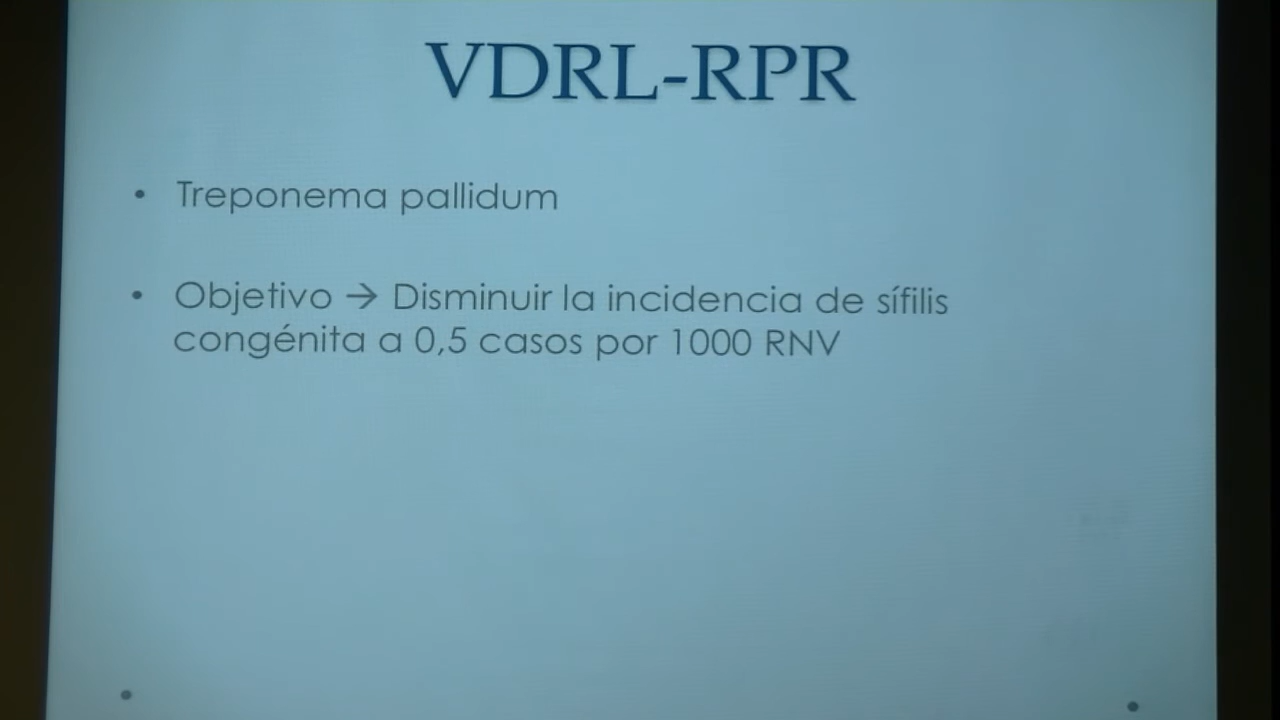 VDRL-RPR
• Treponema pallidum
• Objetivo → Disminuir la incidencia de sífilis
congénita a 0,5 casos por 1000 RNV